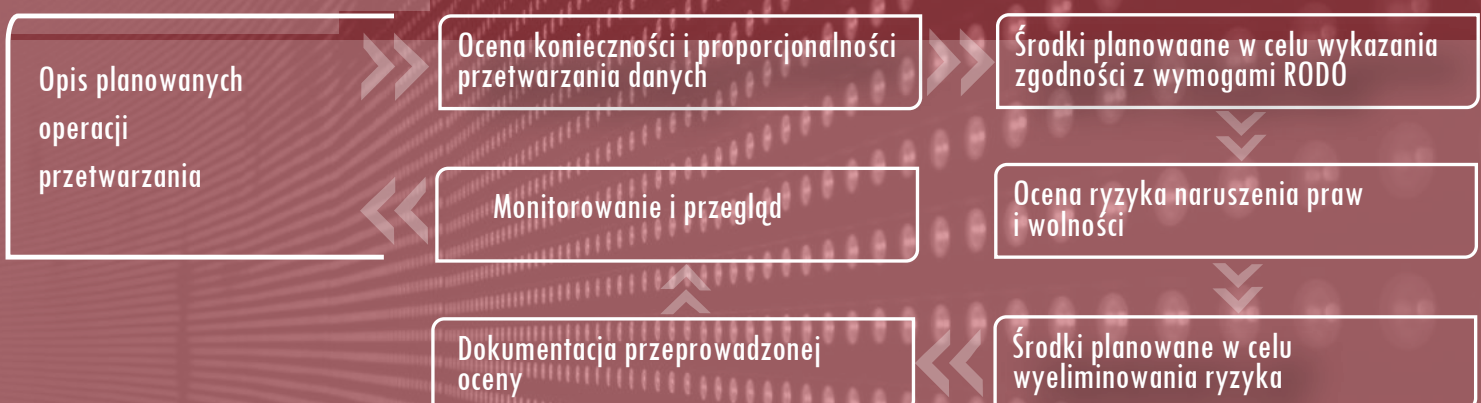 Opis planowanych
operacji
przetwarzania
Ocena konieczności i proporcjonalności
przetwarzania danych
Środki planowaane w celu wykazania
zgodności z wymogami RODO
Ocena ryzyka naruszenia praw
i wolności
Środki planowane w celu
wyeliminowania ryzyka
Dokumentacja przeprowadzonej
oceny
Monitorowanie i przegląd